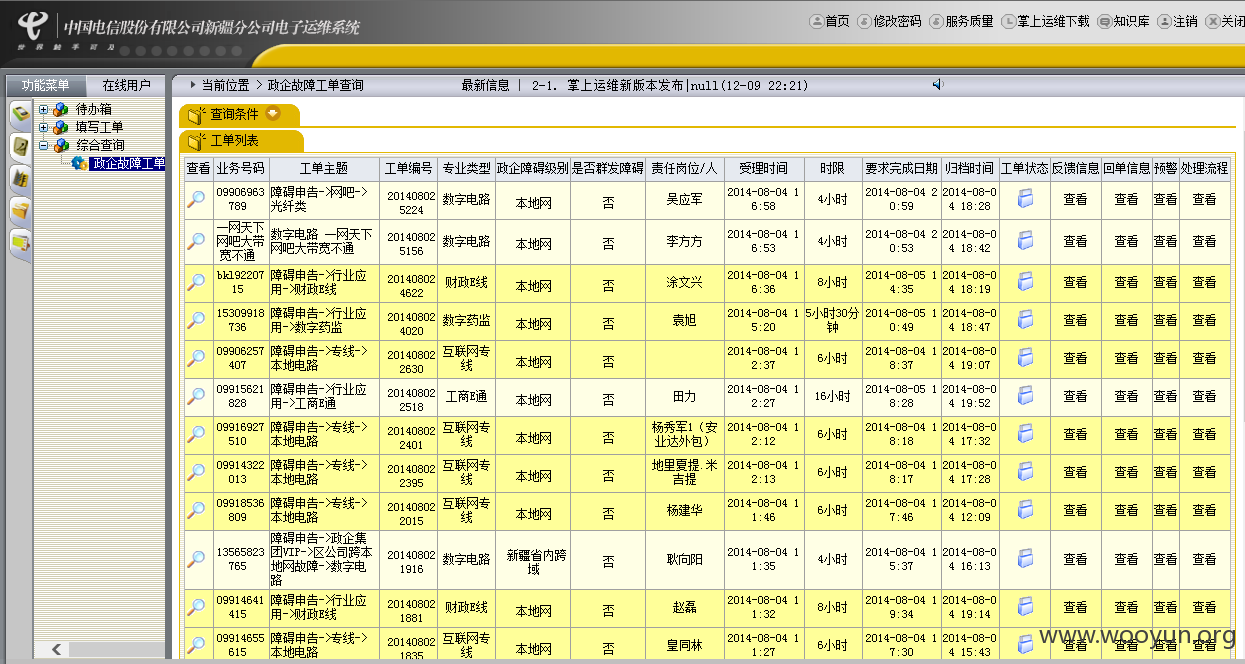 中国电信股份有限公司新疆分公司电子运维系统
世界触手可及
首页 修改密码 服务质量 掌上运维下载 知识库 注销 关闭
功能菜单 在线用户
当前位置 > 政企故障工单查询 最新信息 | 2-1. 掌上运维新版本发布|null(12-09 22:21)
待办箱
填写工单
综合查询
政企故障工单
查询条件
工单列表
查看 业务号码 工单主题 工单编号 专业类型 政企障碍级别 是否群发障碍 责任岗位/人 受理时间 时限 要求完成日期 归档时间 工单状态 反馈信息 回单信息 预警 处理流程
09906963789 障碍申告->网吧->光纤类 201408025224 数字电路 本地网 否 吴应军 2014-08-04 16:58 4小时 2014-08-04 20:59 2014-08-04 18:28 查看 查看 查看 查看
一网天下网吧大带宽不通 数字电路 一网天下网吧大带宽不通 201408025156 数字电路 本地网 否 李方方 2014-08-04 16:53 4小时 2014-08-04 20:53 2014-08-04 18:42 查看 查看 查看 查看
bkl9220715 障碍申告->行业应用->财政E线 201408024622 财政E线 本地网 否 涂文兴 2014-08-04 16:36 8小时 2014-08-05 14:35 2014-08-04 18:19 查看 查看 查看 查看
15309918736 障碍申告->行业应用->数字药监 201408024020 数字药监 本地网 否 袁旭 2014-08-04 15:20 5小时30分钟 2014-08-05 10:49 2014-08-04 18:47 查看 查看 查看 查看
09906257407 障碍申告->专线->本地电路 201408022630 互联网专线 本地网 否 2014-08-04 12:37 6小时 2014-08-04 18:37 2014-08-04 19:07 查看 查看 查看 查看
09915621828 障碍申告->行业应用->工商E通 201408022518 工商E通 本地网 否 田力 2014-08-04 12:27 16小时 2014-08-05 18:28 2014-08-04 19:52 查看 查看 查看 查看
09916927510 障碍申告->专线->本地电路 201408022401 互联网专线 本地网 否 杨秀军1（安业达外包） 2014-08-04 12:12 6小时 2014-08-04 18:18 2014-08-04 17:32 查看 查看 查看 查看
09914322013 障碍申告->专线->本地电路 201408022395 互联网专线 本地网 否 地里夏提.米吉提 2014-08-04 12:13 6小时 2014-08-04 18:17 2014-08-04 17:28 查看 查看 查看 查看
09918536809 障碍申告->专线->本地电路 201408022015 互联网专线 本地网 否 杨建华 2014-08-04 11:46 6小时 2014-08-04 17:46 2014-08-04 12:09 查看 查看 查看 查看
13565823765 障碍申告->政企集团VIP->区公司跨本地网故障->数字电路 201408021916 数字电路 新疆省内跨域 否 耿向阳 2014-08-04 11:35 4小时 2014-08-04 15:37 2014-08-04 16:13 查看 查看 查看 查看
09914641415 障碍申告->行业应用->财政E线 201408021881 财政E线 本地网 否 赵磊 2014-08-04 11:32 8小时 2014-08-04 19:34 2014-08-04 19:14 查看 查看 查看 查看
09914655615 障碍申告->专线->本地电路 201408021835 互联网专线 本地网 否 皇同林 2014-08-04 11:27 6小时 2014-08-04 17:30 2014-08-04 15:43 查看 查看 查看 查看
www.wooyun.org